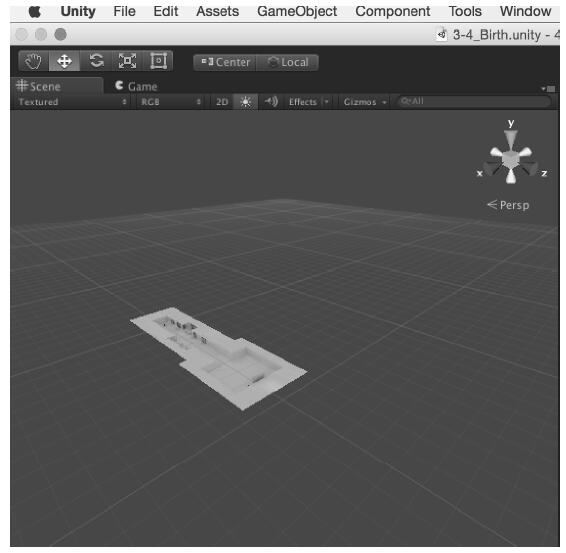 Unity File Edit Assets GameObject Component Tools Window
3-4_Birth.unity - 4
Center Local
Scene Game
Textured RGB 2D Effects Gizmos All
y
x z
Persp